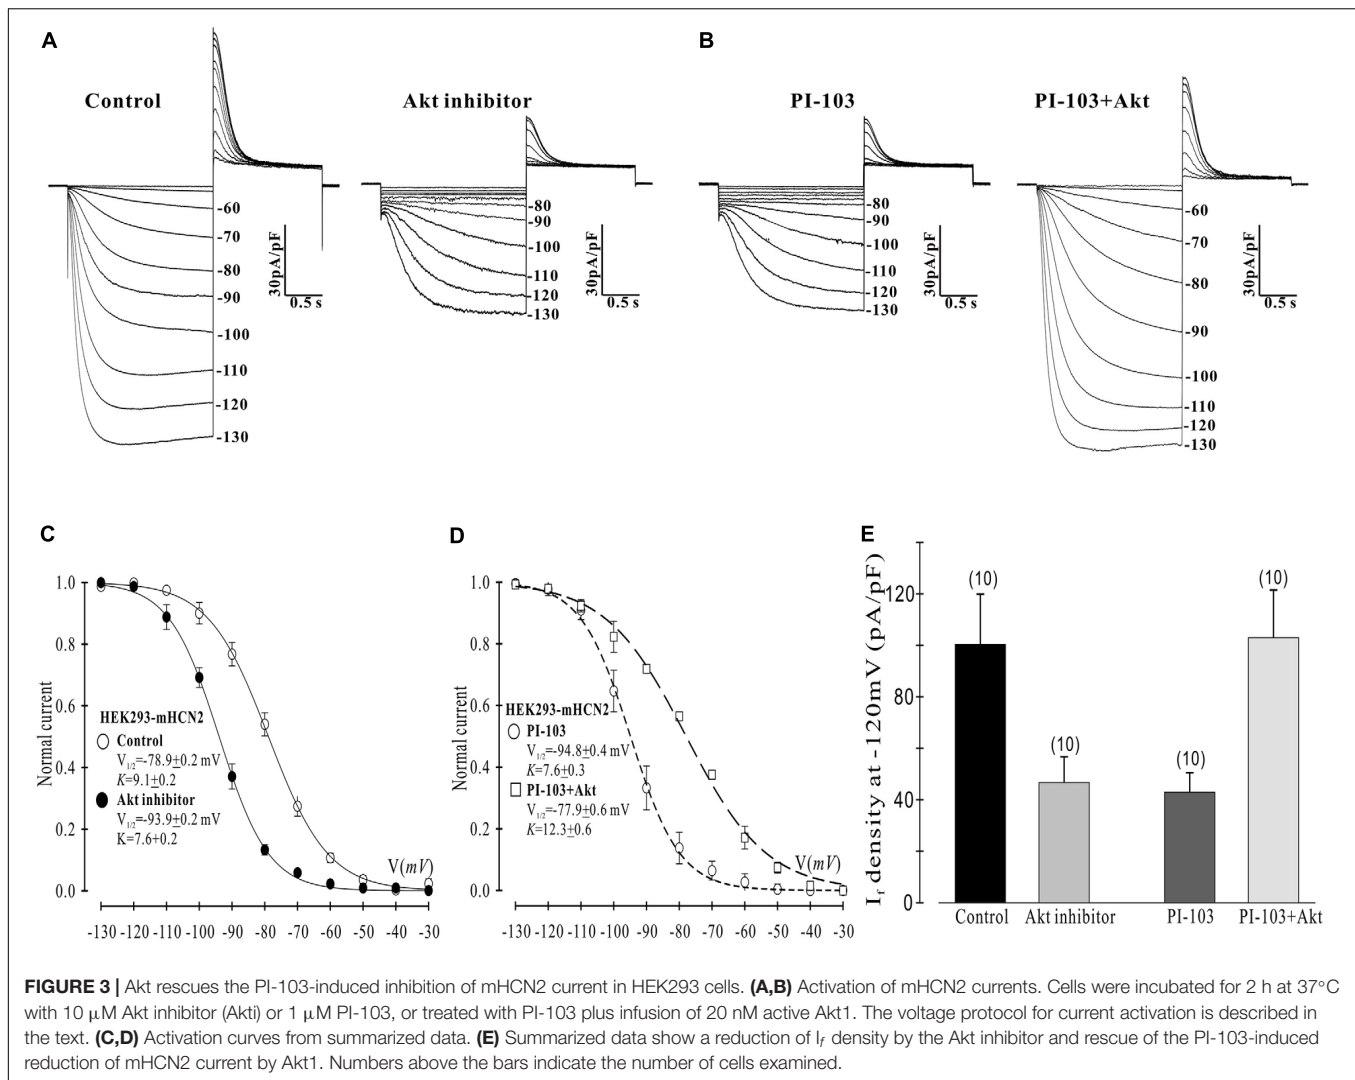 A
B
Control
Akt inhibitor
PI-103
PI-103+Akt
-60
-70
-80
-90
-100
-110
-120
-130
30pA/pF
0.5 s
-80
-90
-100
-110
-120
-130
30pA/pF
0.5 s
-80
-90
-100
-110
-120
-130
30pA/pF
0.5 s
-60
-70
-80
-90
-100
-110
-120
-130
30pA/pF
0.5 s
C
Normal current
1.0
0.8
0.6
0.4
0.2
0.0
HEK293-mHCN2
Control
V1/2=-78.9±0.2 mV
K=9.1±0.2
Akt inhibitor
V1/2=-93.9±0.2 mV
K=7.6+0.2
V(mV)
-130 -120 -110 -100 -90 -80 -70 -60 -50 -40 -30
D
Normal current
1.0
0.8
0.6
0.4
0.2
0.0
HEK293-mHCN2
PI-103
V1/2=-94.8±0.4 mV
K=7.6±0.3
PI-103+Akt
V1/2=-77.9±0.6 mV
K=12.3±0.6
V(mV)
-130 -120 -110 -100 -90 -80 -70 -60 -50 -40 -30
E
If density at -120mV (pA/pF)
120
80
40
0
(10)
(10)
(10)
(10)
Control Akt inhibitor PI-103 PI-103+Akt
FIGURE 3 | Akt rescues the PI-103-induced inhibition of mHCN2 current in HEK293 cells. (A,B) Activation of mHCN2 currents. Cells were incubated for 2 h at 37°C
with 10 μM Akt inhibitor (Akti) or 1 μM PI-103, or treated with PI-103 plus infusion of 20 nM active Akt1. The voltage protocol for current activation is described in
the text. (C,D) Activation curves from summarized data. (E) Summarized data show a reduction of If density by the Akt inhibitor and rescue of the PI-103-induced
reduction of mHCN2 current by Akt1. Numbers above the bars indicate the number of cells examined.